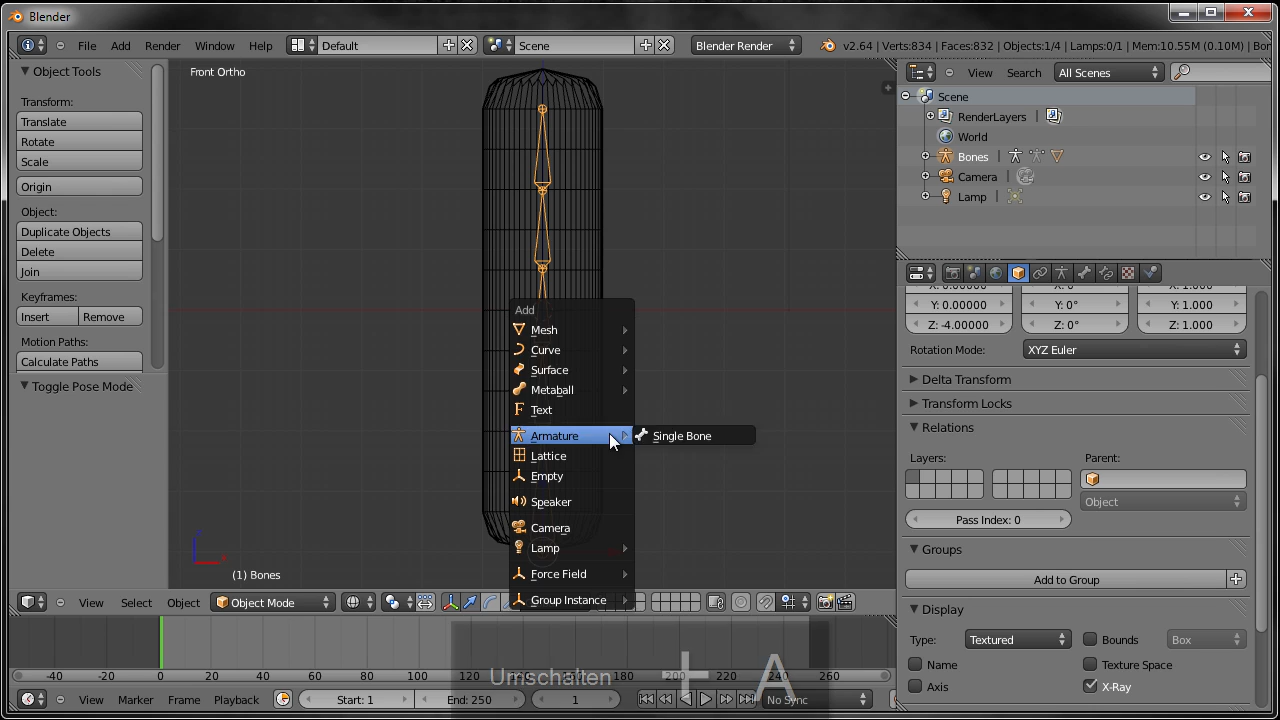 Blender
File Add Render Window Help Default Scene Blender Render v2.64 | Verts:834 | Faces:832 | Objects:1/4 | Lamps:0/1 | Mem:10.55M (0.10M) | Bon
Object Tools
Transform:
Translate
Rotate
Scale
Origin
Object:
Duplicate Objects
Delete
Join
Keyframes:
Insert Remove
Motion Paths:
Calculate Paths
Toggle Pose Mode
Front Ortho
(1) Bones
Add
Mesh
Curve
Surface
Metaball
Text
Armature
Single Bone
Lattice
Empty
Speaker
Camera
Lamp
Force Field
Group Instance
View Select Object Object Mode
View Search All Scenes
Scene
RenderLayers
World
Bones
Camera
Lamp
X: 0.00000 X: 0° X: 1.000
Y: 0.00000 Y: 0° Y: 1.000
Z: -4.00000 Z: 0° Z: 1.000
Rotation Mode: XYZ Euler
Delta Transform
Transform Locks
Relations
Layers: Parent:
Object
Pass Index: 0
Groups
Add to Group
Display
Type: Textured Bounds Box
Name Texture Space
Axis X-Ray
-40 -20 0 20 40 60 80 100 120 140 160 180 200 220 240 260
Umschalten + A
View Marker Frame Playback Start: 1 End: 250 1 No Sync